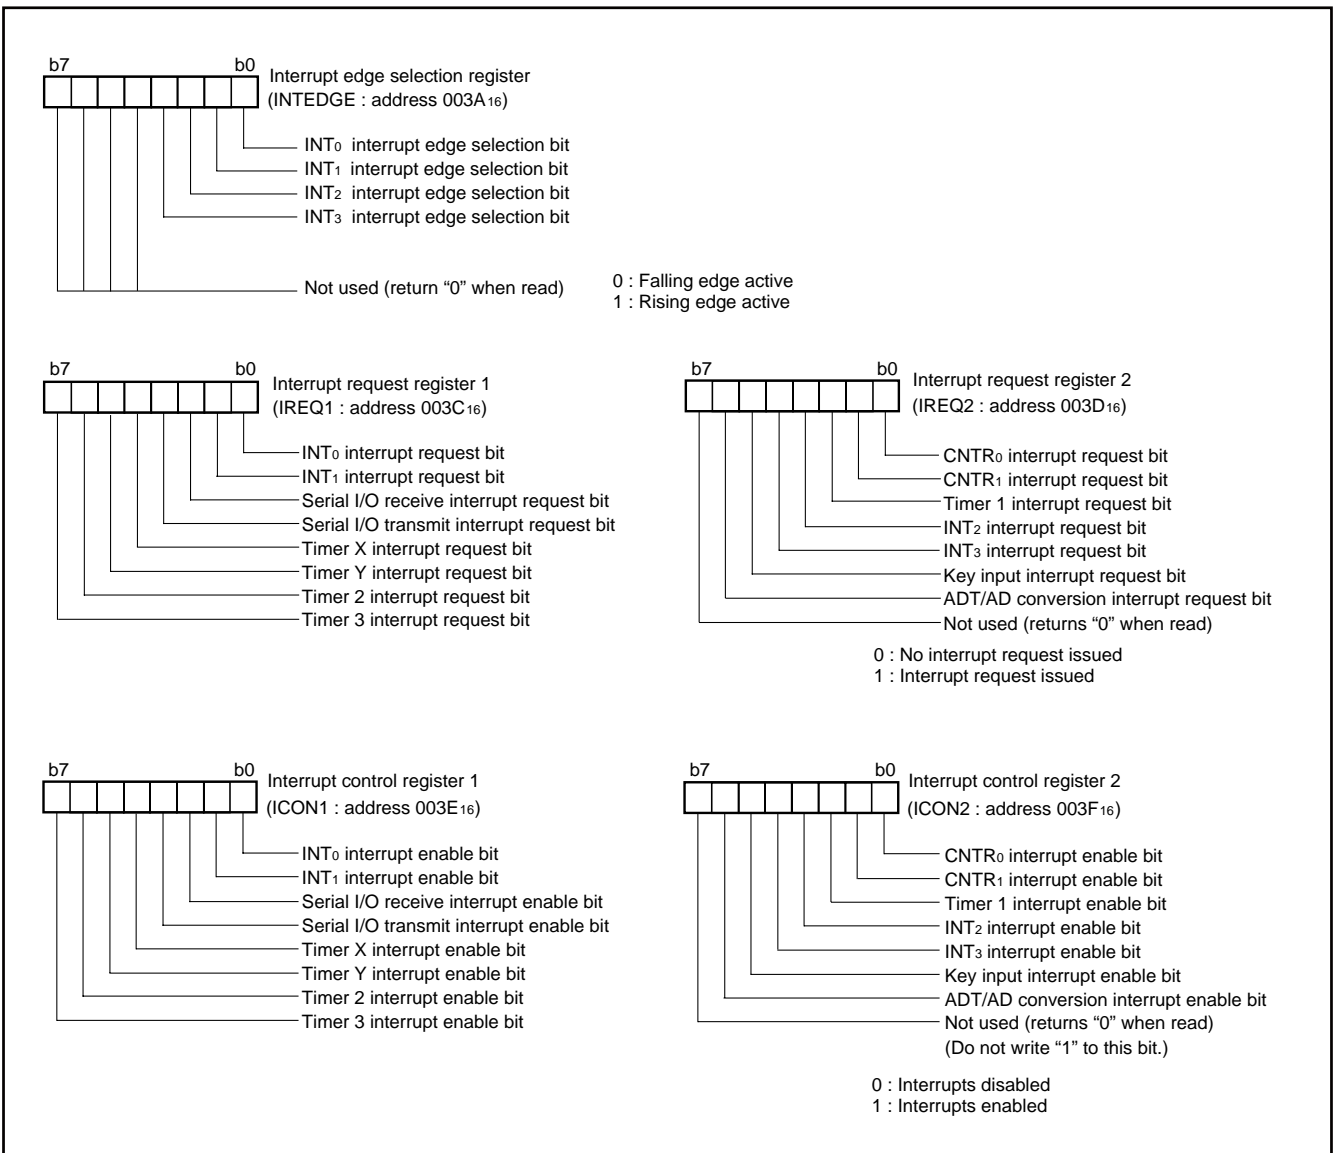 b7 b0
Interrupt edge selection register
(INTEDGE : address 003A16)
INT0 interrupt edge selection bit
INT1 interrupt edge selection bit
INT2 interrupt edge selection bit
INT3 interrupt edge selection bit
Not used (return “0” when read)
0 : Falling edge active
1 : Rising edge active
b7 b0
Interrupt request register 1
(IREQ1 : address 003C16)
INT0 interrupt request bit
INT1 interrupt request bit
Serial I/O receive interrupt request bit
Serial I/O transmit interrupt request bit
Timer X interrupt request bit
Timer Y interrupt request bit
Timer 2 interrupt request bit
Timer 3 interrupt request bit
b7 b0
Interrupt request register 2
(IREQ2 : address 003D16)
CNTR0 interrupt request bit
CNTR1 interrupt request bit
Timer 1 interrupt request bit
INT2 interrupt request bit
INT3 interrupt request bit
Key input interrupt request bit
ADT/AD conversion interrupt request bit
Not used (returns “0” when read)
0 : No interrupt request issued
1 : Interrupt request issued
b7 b0
Interrupt control register 1
(ICON1 : address 003E16)
INT0 interrupt enable bit
INT1 interrupt enable bit
Serial I/O receive interrupt enable bit
Serial I/O transmit interrupt enable bit
Timer X interrupt enable bit
Timer Y interrupt enable bit
Timer 2 interrupt enable bit
Timer 3 interrupt enable bit
b7 b0
Interrupt control register 2
(ICON2 : address 003F16)
CNTR0 interrupt enable bit
CNTR1 interrupt enable bit
Timer 1 interrupt enable bit
INT2 interrupt enable bit
INT3 interrupt enable bit
Key input interrupt enable bit
ADT/AD conversion interrupt enable bit
Not used (returns “0” when read)
(Do not write “1” to this bit.)
0 : Interrupts disabled
1 : Interrupts enabled